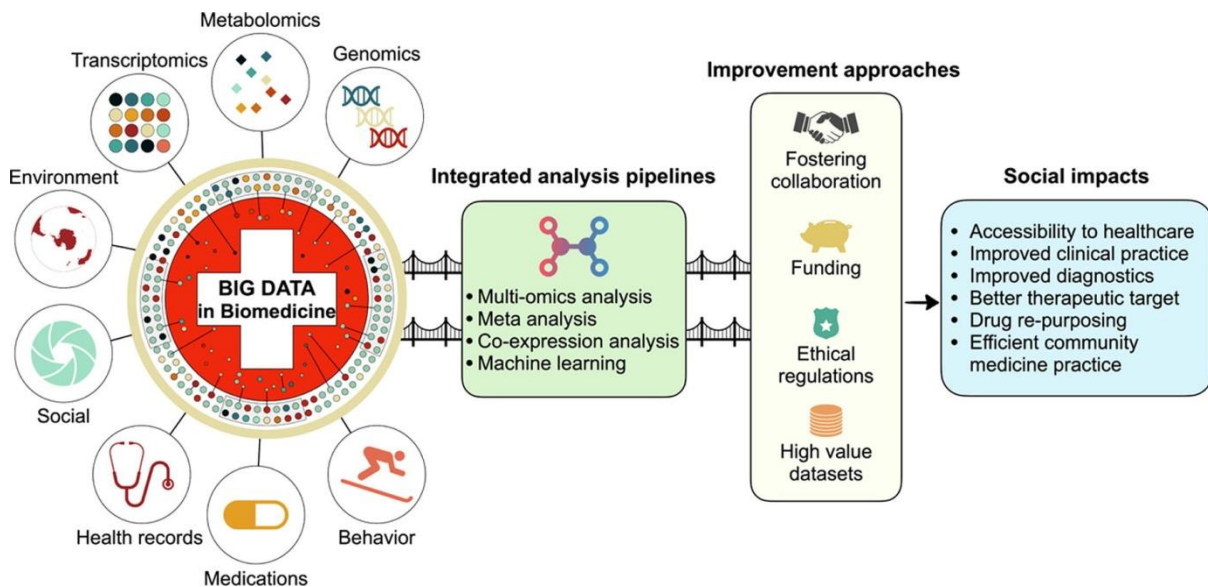 Metabolomics
Transcriptomics
Genomics
Environment
Social
Health records
Medications
Behavior
BIG DATA
in Biomedicine
Integrated analysis pipelines
• Multi-omics analysis
• Meta analysis
• Co-expression analysis
• Machine learning
Improvement approaches
Fostering
collaboration
Funding
Ethical
regulations
High value
datasets
Social impacts
• Accessibility to healthcare
• Improved clinical practice
• Improved diagnostics
• Better therapeutic target
• Drug re-purposing
• Efficient community
medicine practice